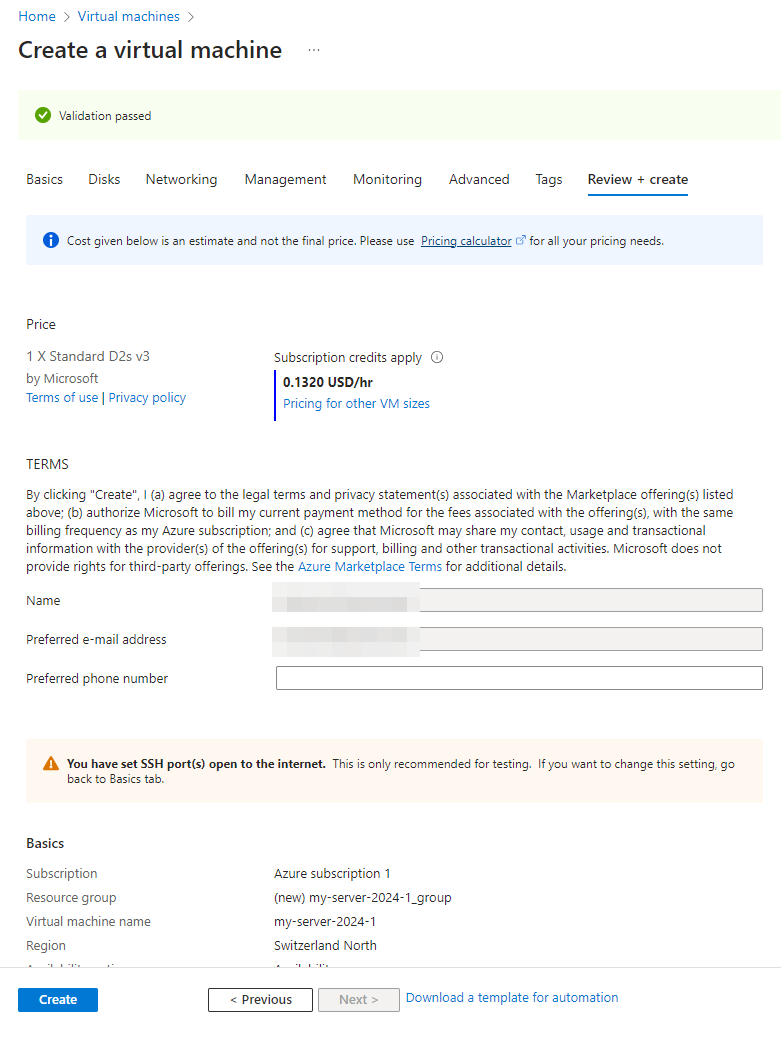 Home > Virtual machines >
Create a virtual machine ...
Validation passed
Basics Disks Networking Management Monitoring Advanced Tags Review + create
Cost given below is an estimate and not the final price. Please use Pricing calculator for all your pricing needs.
Price
1 X Standard D2s v3
by Microsoft
Terms of use | Privacy policy
Subscription credits apply
0.1320 USD/hr
Pricing for other VM sizes
TERMS
By clicking "Create", I (a) agree to the legal terms and privacy statement(s) associated with the Marketplace offering(s) listed
above; (b) authorize Microsoft to bill my current payment method for the fees associated with the offering(s), with the same
billing frequency as my Azure subscription; and (c) agree that Microsoft may share my contact, usage and transactional
information with the provider(s) of the offering(s) for support, billing and other transactional activities. Microsoft does not
provide rights for third-party offerings. See the Azure Marketplace Terms for additional details.
Name
Preferred e-mail address
Preferred phone number
You have set SSH port(s) open to the internet. This is only recommended for testing. If you want to change this setting, go
back to Basics tab.
Basics
Subscription Azure subscription 1
Resource group (new) my-server-2024-1_group
Virtual machine name my-server-2024-1
Region Switzerland North
Create < Previous Next > Download a template for automation